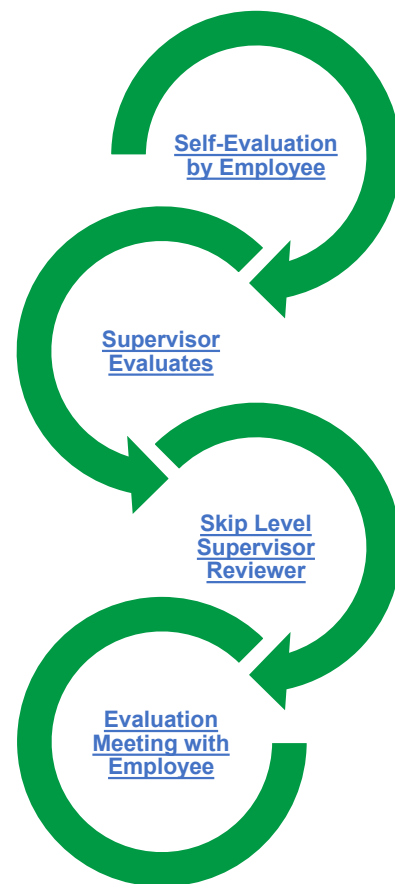 Self-Evaluation
by Employee
Supervisor
Evaluates
Skip Level
Supervisor
Reviewer
Evaluation
Meeting with
Employee